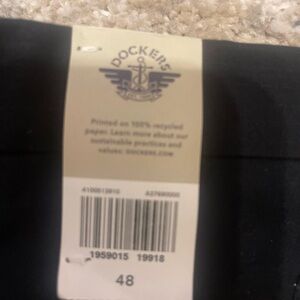 DOCKERS
Printed on 100% recycled
paper. Learn more about our
sustainable practices and
values: DOCKERS.COM
1959015 19918
48